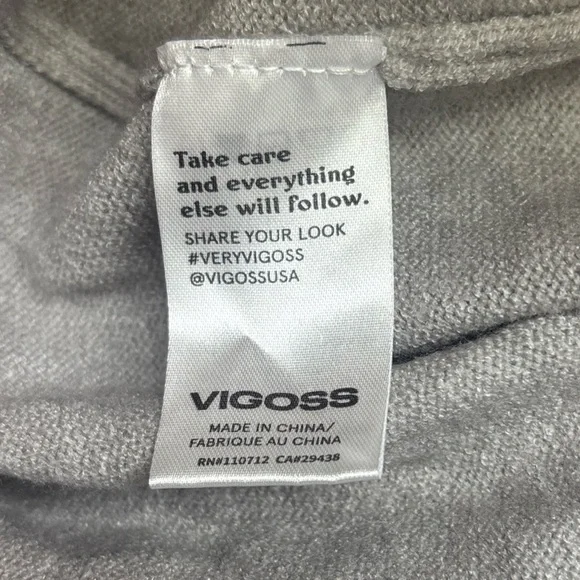 Take care
and everything
else will follow.
SHARE YOUR LOOK
#VERYVIGOSS
@VIGOSSUSA
VIGOSS
MADE IN CHINA/
FABRIQUE AU CHINA
RN#110712 CA#29438